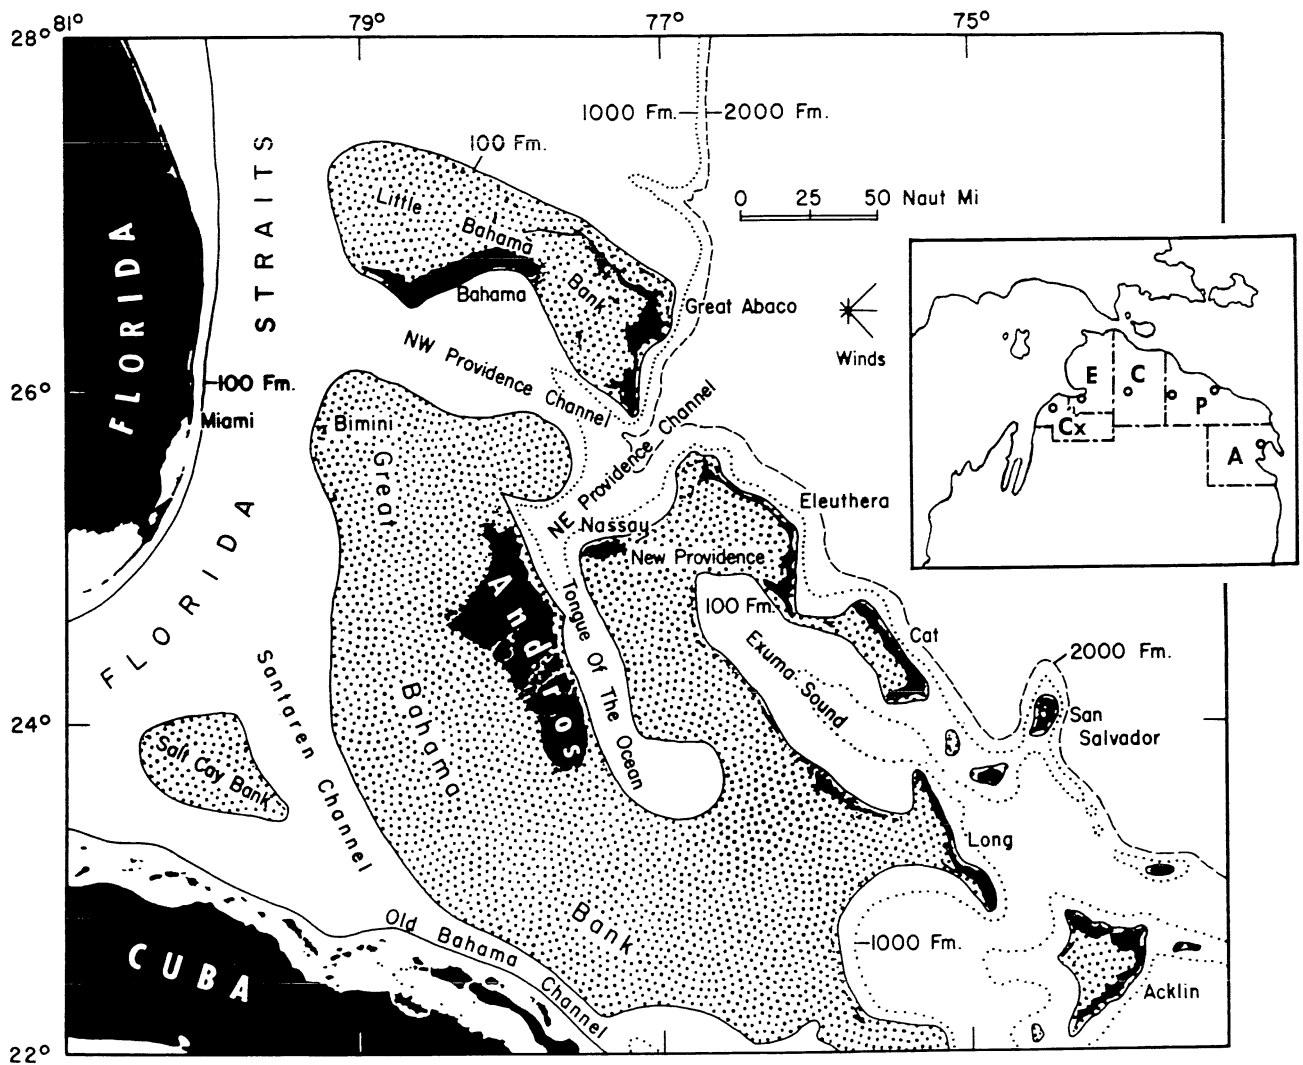 81° 79° 77° 75°
28°
1000 Fm. 2000 Fm.
100 Fm.
STRAITS
FLORIDA
Little
Bahama
Bank
Bahama
0 25 50 Naut Mi
Great Abaco
Winds
NW Providence Channel
26°
100 Fm.
Miami
Bimini
NE Providence Channel
Great
Bahama
Bank
E C P
Cx A
Eleuthera
Nassay
New Providence
FLORIDA
Andros
Tongue Of The Ocean
100 Fm.
Exuma Sound
Cat
2000 Fm.
San
Salvador
24°
Santaren Channel
Salt Cay Bank
Long
Old Bahama Channel
1000 Fm.
CUBA
Acklin
22°